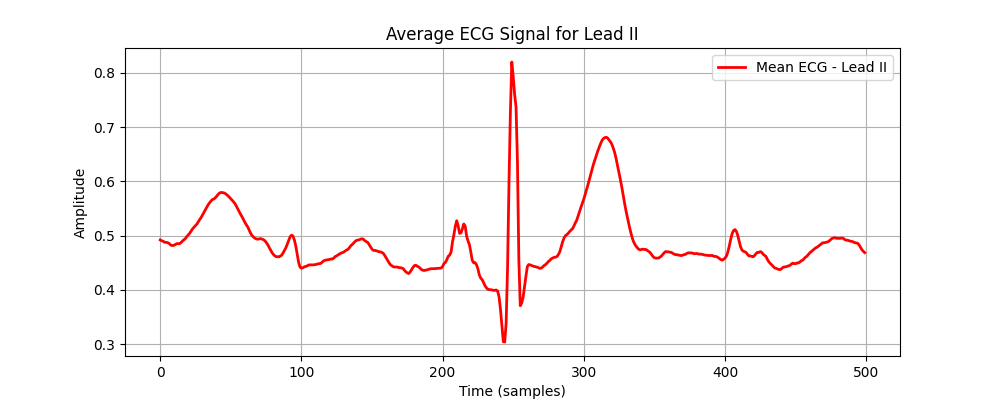 Average ECG Signal for Lead II
Mean ECG - Lead II
Amplitude
0.8
0.7
0.6
0.5
0.4
0.3
0 100 200 300 400 500
Time (samples)